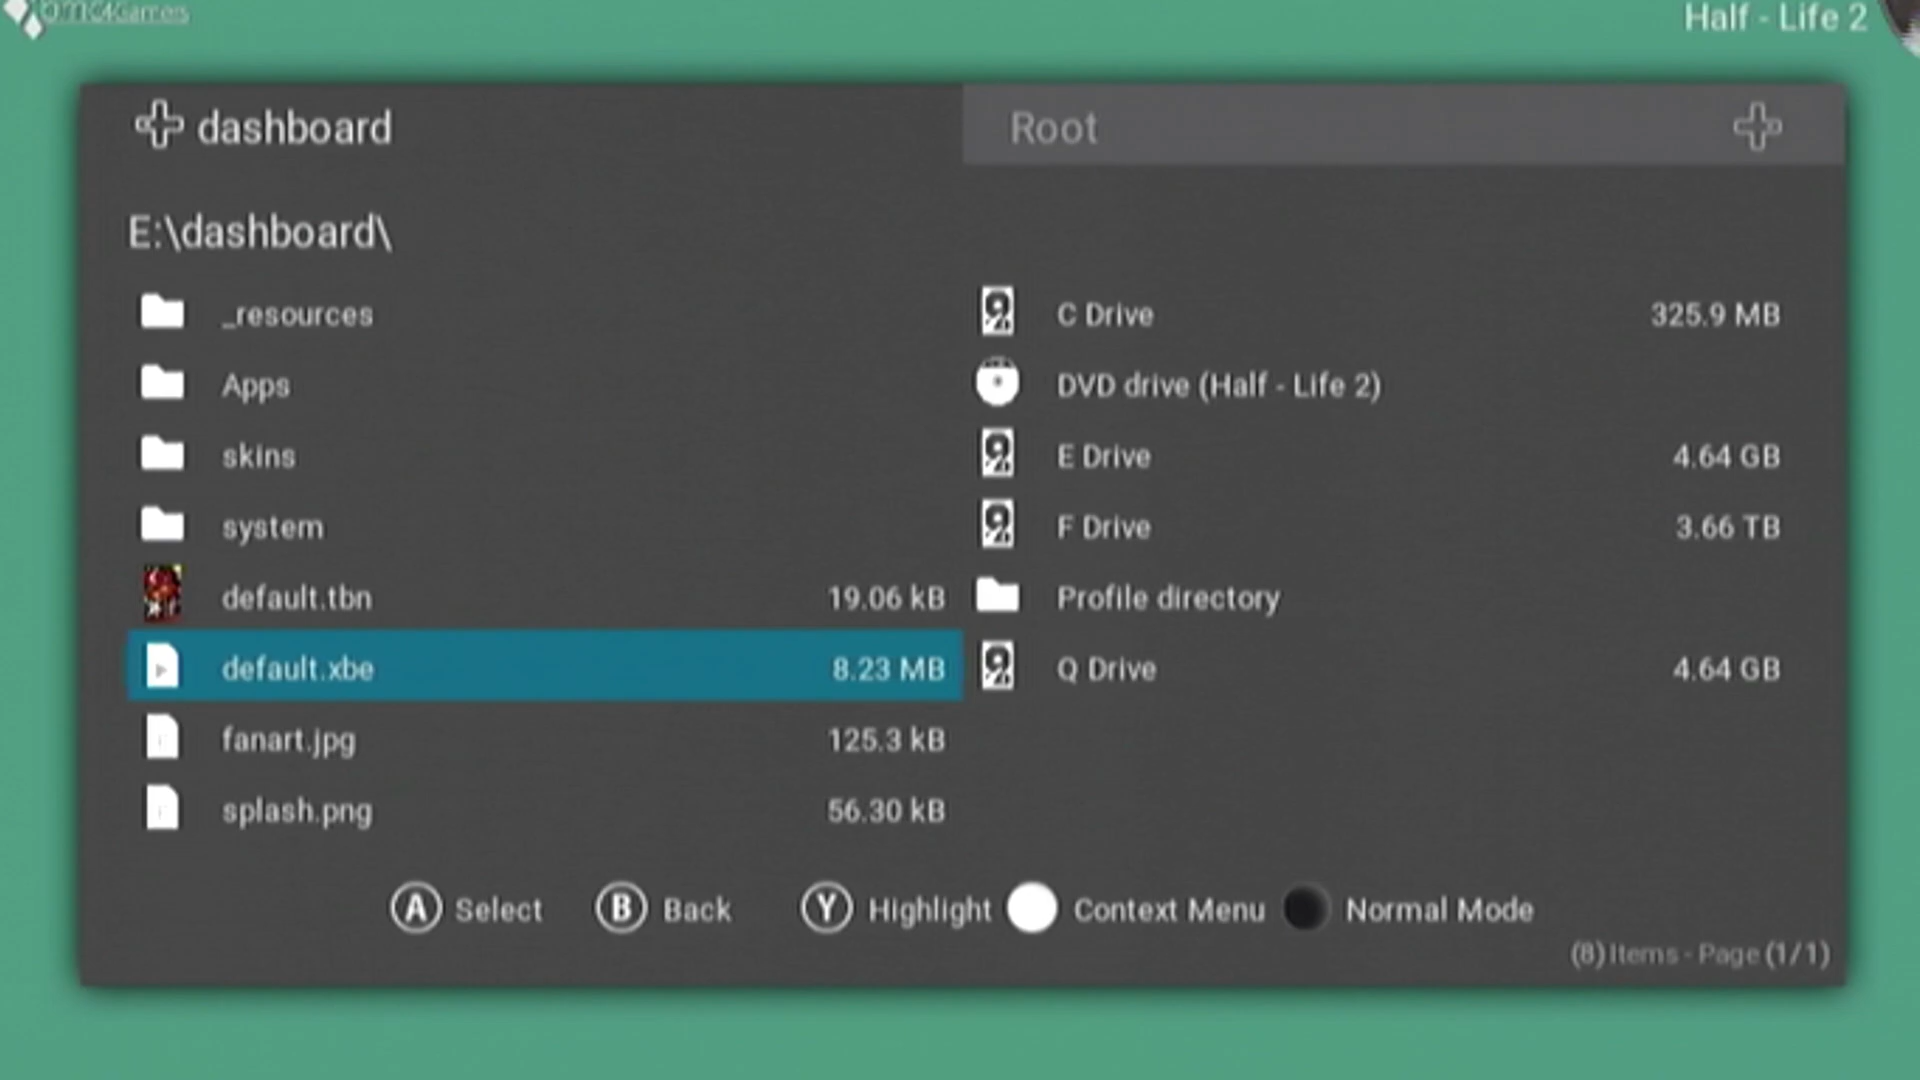 Half - Life 2
dashboard
Root
E:\dashboard\
_resources
Apps
skins
system
default.tbn 19.06 kB
default.xbe 8.23 MB
fanart.jpg 125.3 kB
splash.png 56.30 kB
C Drive 325.9 MB
DVD drive (Half - Life 2)
E Drive 4.64 GB
F Drive 3.66 TB
Profile directory
Q Drive 4.64 GB
A Select B Back Y Highlight Context Menu Normal Mode
(8) Items - Page (1/1)